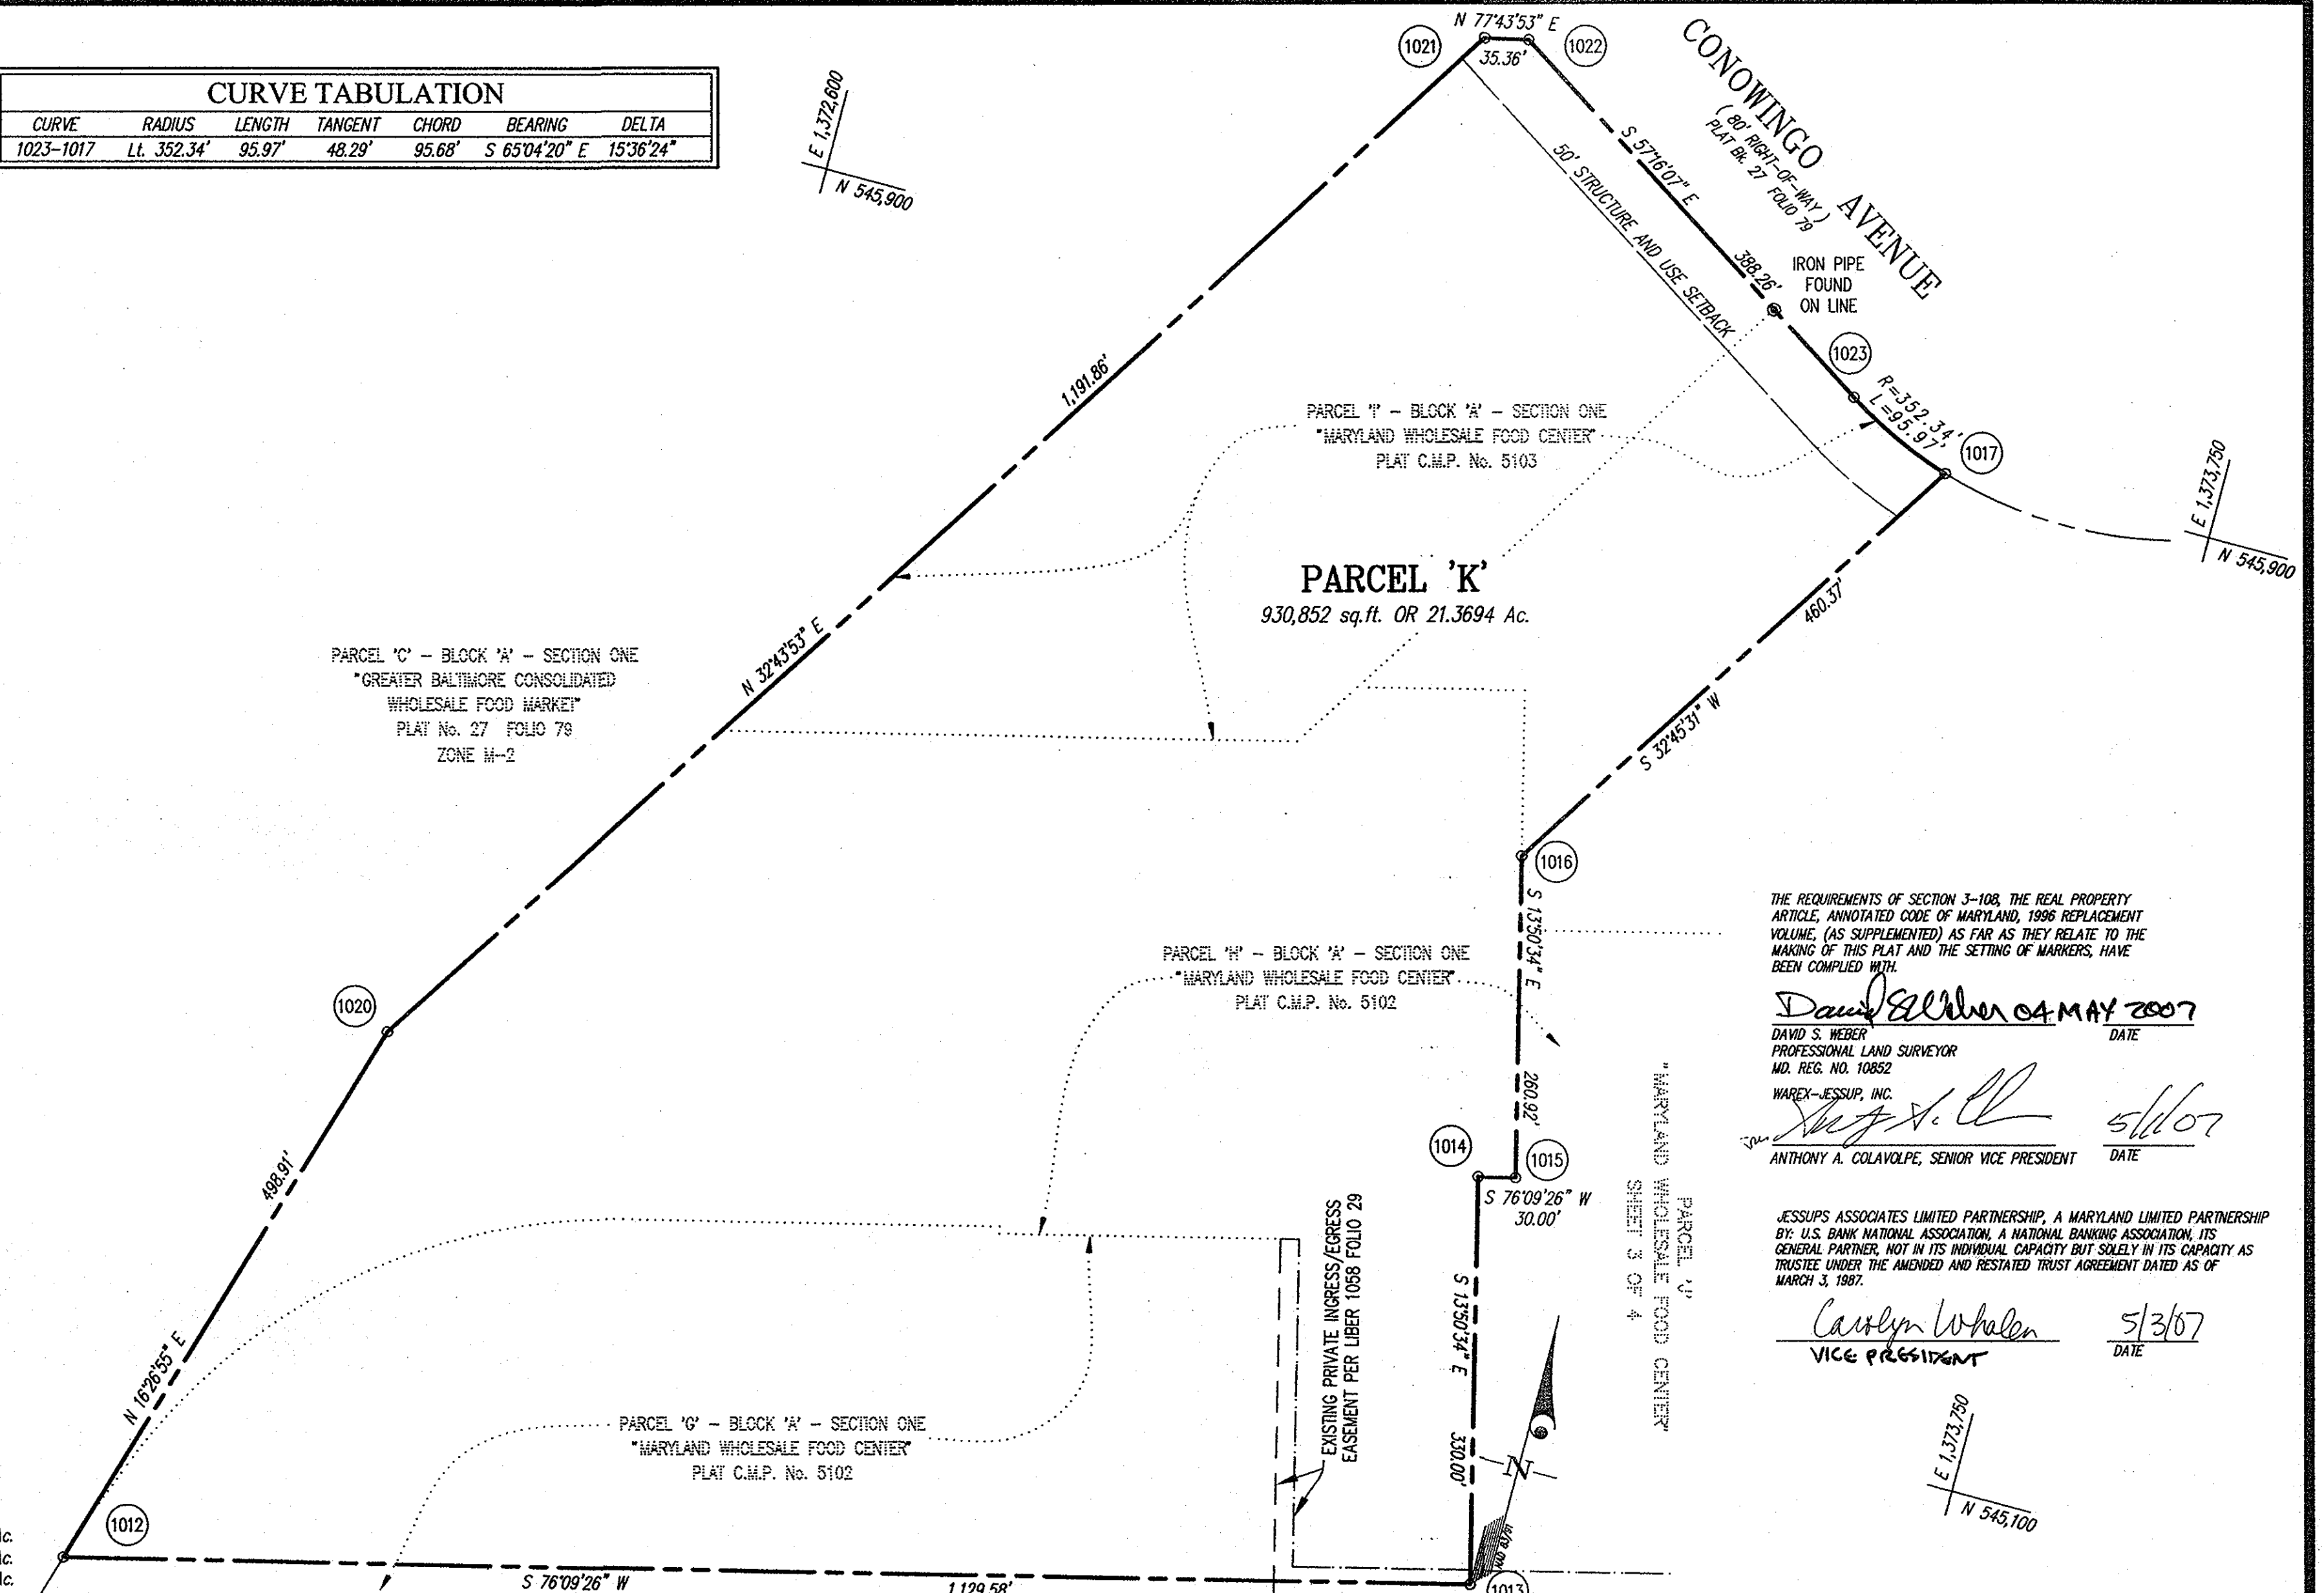 CURVE TABULATION
CURVE RADIUS LENGTH TANGENT CHORD BEARING DELTA
1023-1017 Lt. 352.34' 95.97' 48.29' 95.68' S 65°04'20" E 15°36'24"
E 1,372,600
N 545,900
N 77°43'53" E
1021
35.36'
1022
CONOWINGO AVENUE
( 80' RIGHT-OF-WAY )
PLAT Bk. 27 FOLIO 79
S 57°16'07" E
388.26'
50' STRUCTURE AND USE SETBACK
IRON PIPE
FOUND
ON LINE
1023
R=352.34'
L=95.97'
1017
E 1,373,750
N 545,900
1,191.86'
PARCEL 'I' - BLOCK 'A' - SECTION ONE
"MARYLAND WHOLESALE FOOD CENTER"
PLAT C.M.P. No. 5103
PARCEL 'K'
930,852 sq.ft. OR 21.3694 Ac.
460.37'
S 32°45'31" W
N 32°43'53" E
PARCEL 'C' - BLOCK 'A' - SECTION ONE
"GREATER BALTIMORE CONSOLIDATED
WHOLESALE FOOD MARKET"
PLAT No. 27 FOLIO 79
ZONE M-2
1016
S 13°50'34" E
260.92'
PARCEL 'H' - BLOCK 'A' - SECTION ONE
"MARYLAND WHOLESALE FOOD CENTER"
PLAT C.M.P. No. 5102
1020
498.91'
N 16°26'55" E
1014
1015
S 76°09'26" W
30.00'
PARCEL 'J'
"MARYLAND WHOLESALE FOOD CENTER"
SHEET 3 OF 4
EXISTING PRIVATE INGRESS/EGRESS
EASEMENT PER LIBER 1058 FOLIO 29
S 13°50'34" E
330.00'
PARCEL 'G' - BLOCK 'A' - SECTION ONE
"MARYLAND WHOLESALE FOOD CENTER"
PLAT C.M.P. No. 5102
N
NAD 83/91
1012
S 76°09'26" W
1,129.58'
1013
Ac.
Ac.
Ac.
THE REQUIREMENTS OF SECTION 3-108, THE REAL PROPERTY
ARTICLE, ANNOTATED CODE OF MARYLAND, 1996 REPLACEMENT
VOLUME, (AS SUPPLEMENTED) AS FAR AS THEY RELATE TO THE
MAKING OF THIS PLAT AND THE SETTING OF MARKERS, HAVE
BEEN COMPLIED WITH.
David S Weber 04 MAY 2007
DAVID S. WEBER DATE
PROFESSIONAL LAND SURVEYOR
MD. REG. NO. 10852
WAREX-JESSUP, INC.
5/1/07
ANTHONY A. COLAVOLPE, SENIOR VICE PRESIDENT DATE
JESSUPS ASSOCIATES LIMITED PARTNERSHIP, A MARYLAND LIMITED PARTNERSHIP
BY: U.S. BANK NATIONAL ASSOCIATION, A NATIONAL BANKING ASSOCIATION, ITS
GENERAL PARTNER, NOT IN ITS INDIVIDUAL CAPACITY BUT SOLELY IN ITS CAPACITY AS
TRUSTEE UNDER THE AMENDED AND RESTATED TRUST AGREEMENT DATED AS OF
MARCH 3, 1987.
Carolyn Whalen 5/3/07
VICE PRESIDENT DATE
E 1,373,750
N 545,100